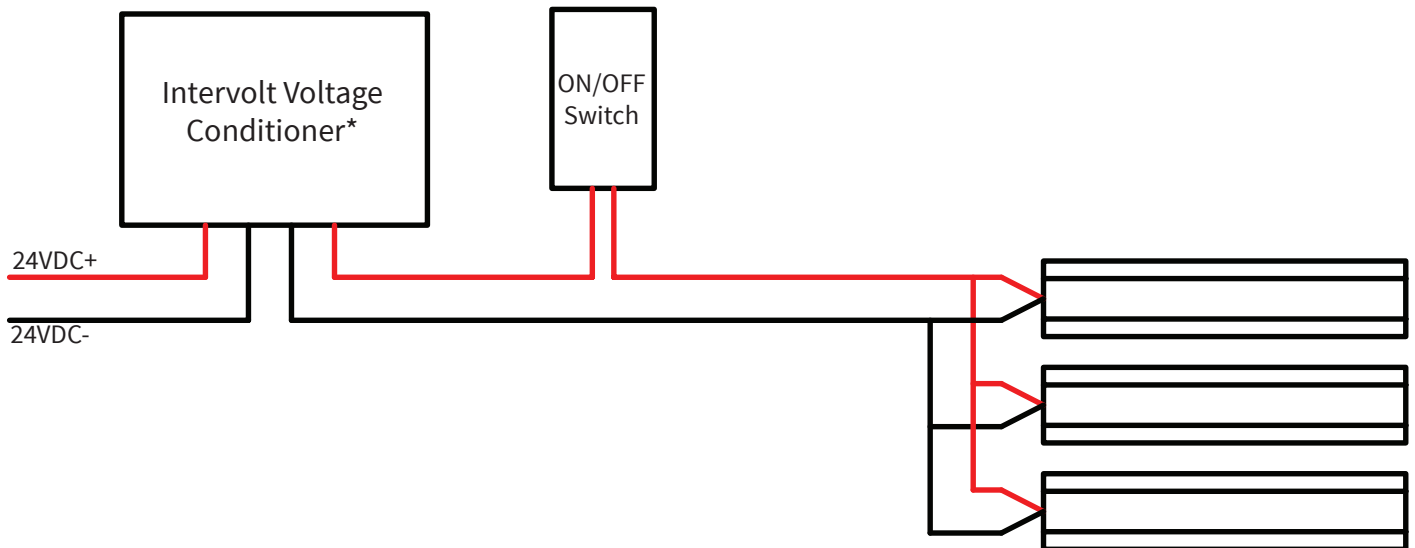 Intervolt Voltage
Conditioner*
ON/OFF
Switch
24VDC+
24VDC-